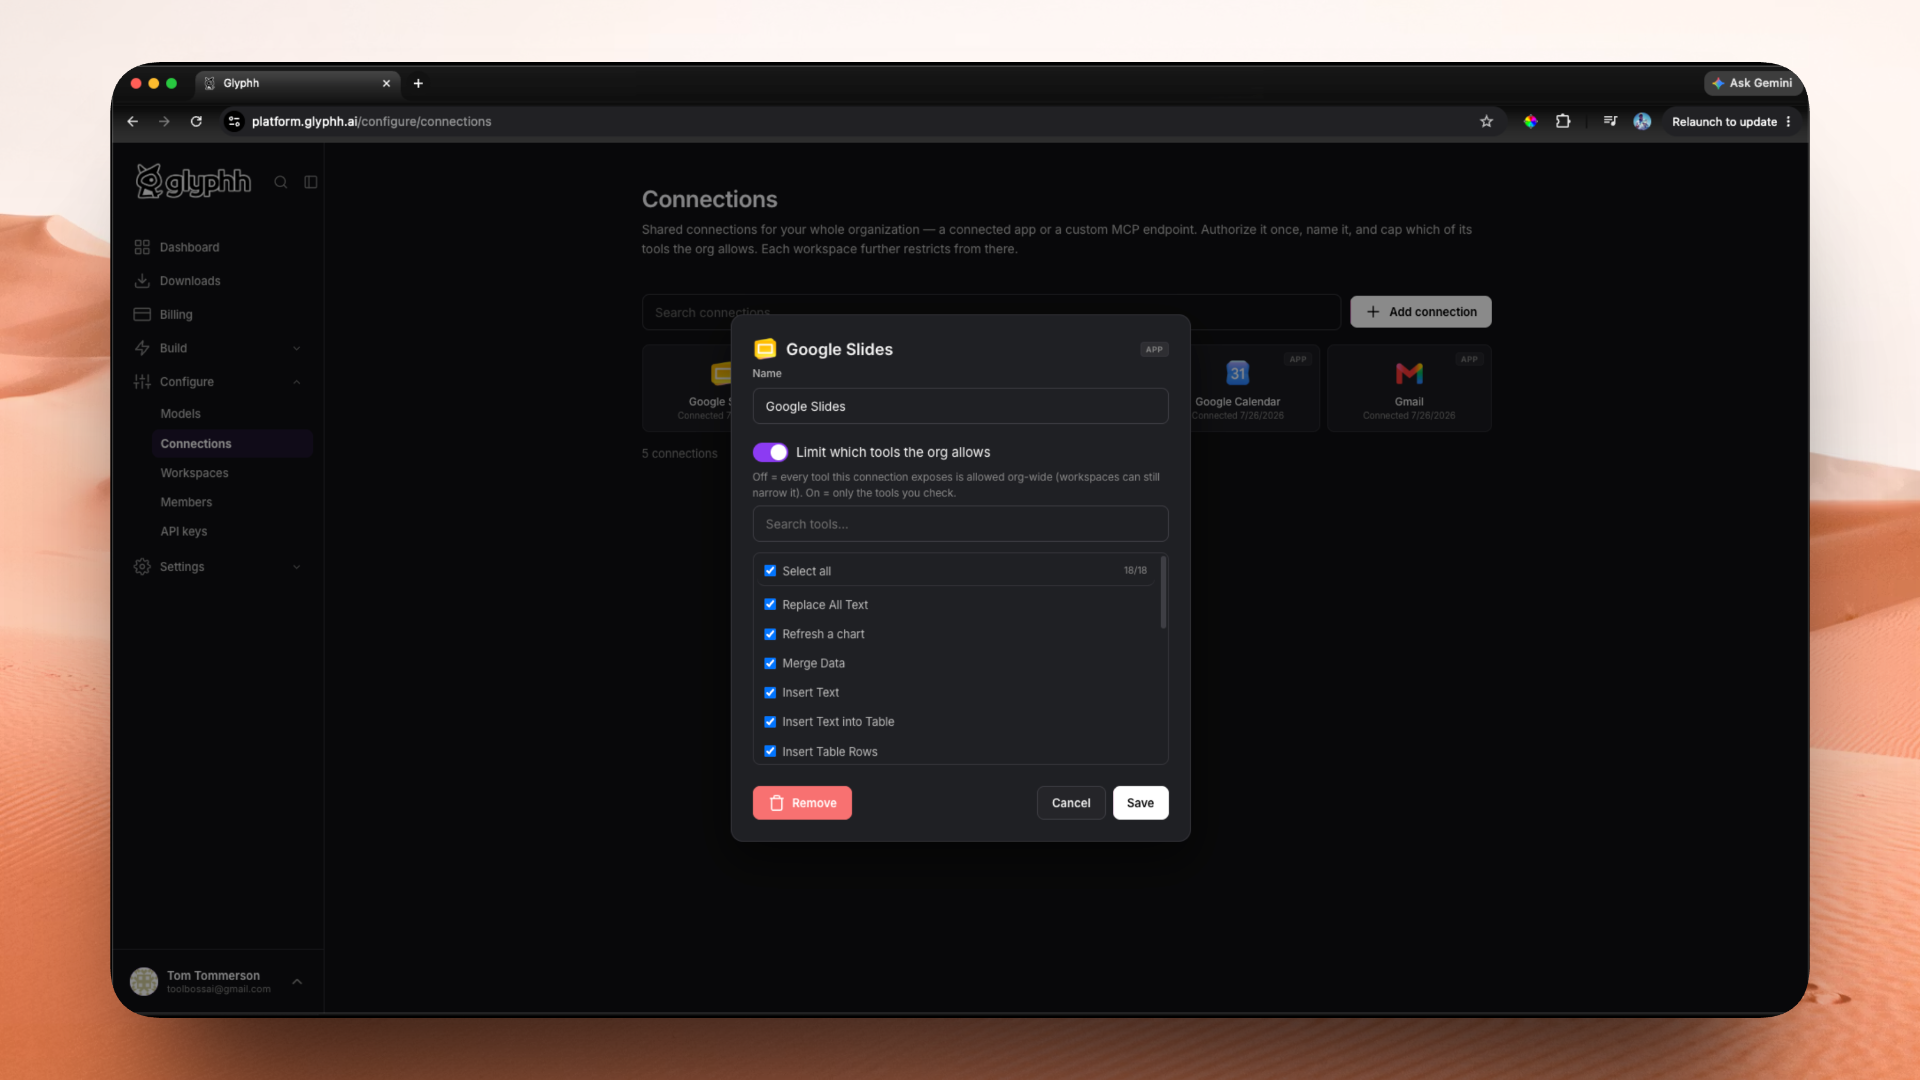 Glyphh
Ask Gemini
platform.glyphh.ai/configure/connections
Relaunch to update
glyphh
Dashboard
Downloads
Billing
Build
Configure
Models
Connections
Workspaces
Members
API keys
Settings
Tom Tommerson
toolbossai@gmail.com
Connections
Shared connections for your whole organization — a connected app or a custom MCP endpoint. Authorize it once, name it, and cap which of its
tools the org allows. Each workspace further restricts from there.
Search connections
Add connection
Google
Connected
APP
31
Google Calendar
Connected 7/26/2026
APP
Gmail
Connected 7/26/2026
5 connections
Google Slides
APP
Name
Google Slides
Limit which tools the org allows
Off = every tool this connection exposes is allowed org-wide (workspaces can still
narrow it). On = only the tools you check.
Search tools...
Select all
18/18
Replace All Text
Refresh a chart
Merge Data
Insert Text
Insert Text into Table
Insert Table Rows
Remove
Cancel
Save